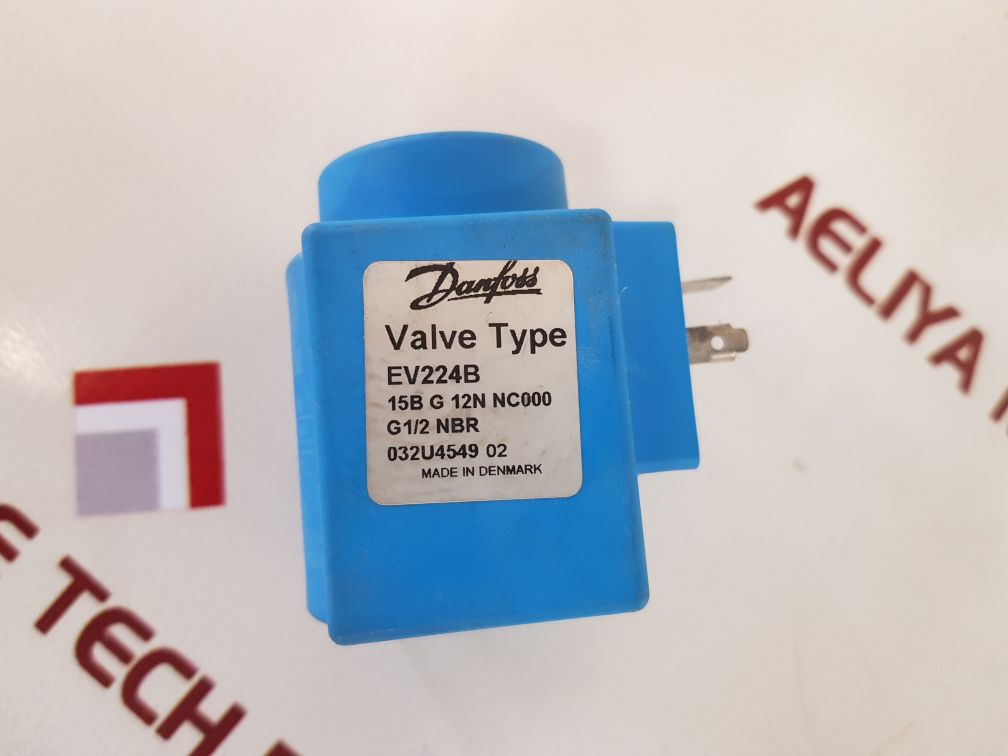 Danfoss
Valve Type
EV224B
15B G 12N NC000
G1/2 NBR
032U4549 02
MADE IN DENMARK
AELIYA
TECH